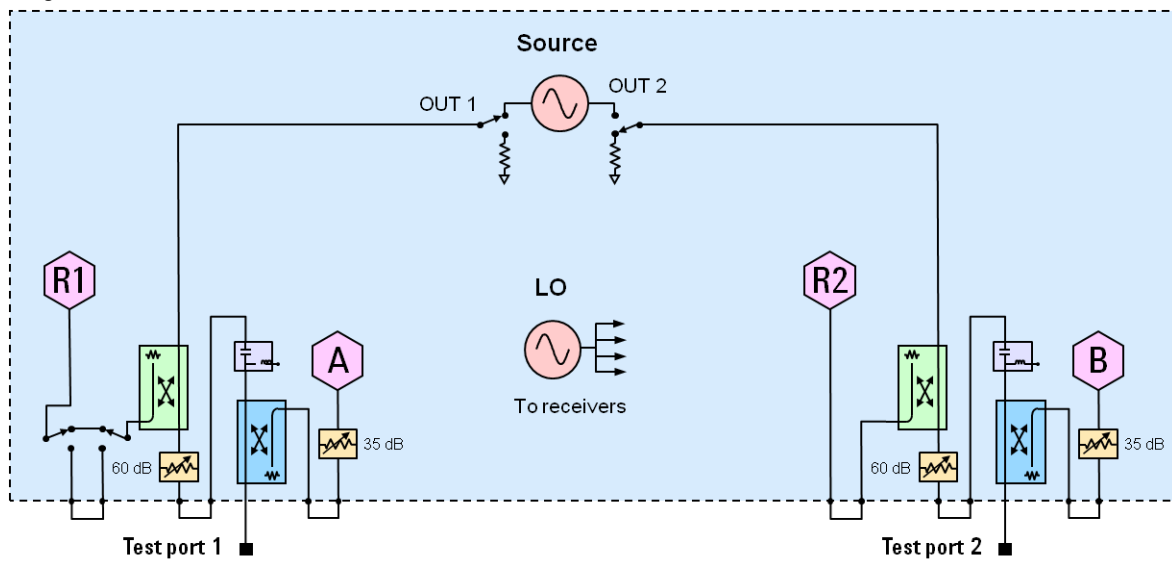 Source
OUT 1
OUT 2
R1
LO
R2
A
B
To receivers
35 dB
35 dB
60 dB
60 dB
Test port 1
Test port 2